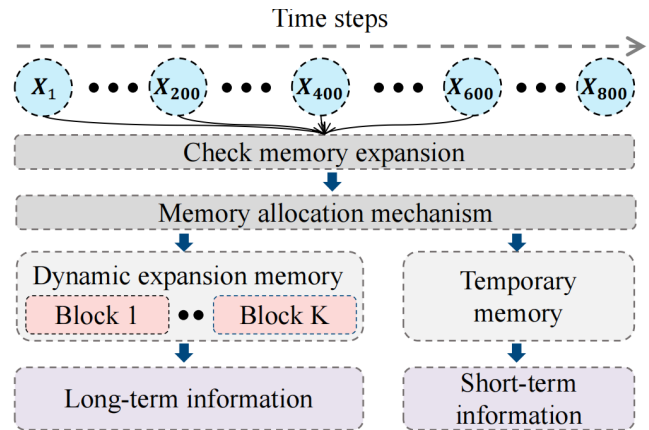 Time steps
X1 ••• X200 ••• X400 ••• X600 ••• X800
Check memory expansion
Memory allocation mechanism
Dynamic expansion memory
Block 1 •• Block K
Temporary
memory
Long-term information
Short-term
information